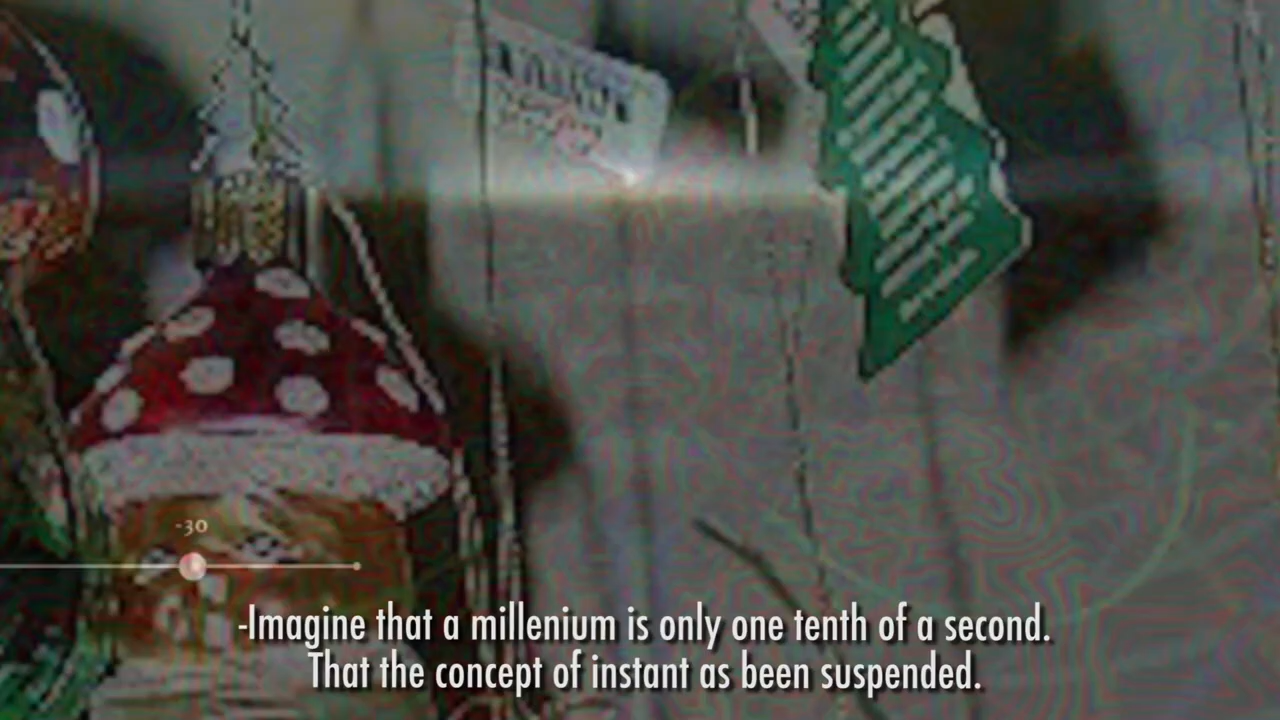 -30
-Imagine that a millenium is only one tenth of a second.
That the concept of instant as been suspended.